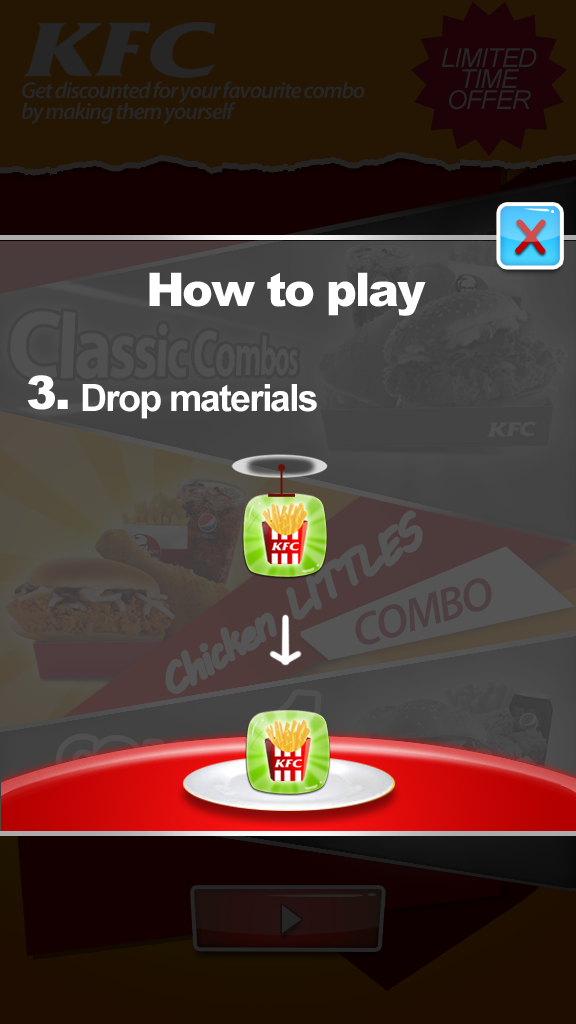 KFC
Get discounted for your favourite combo
by making them yourself
LIMITED
TIME
OFFER
How to play
Classic Combos
3. Drop materials
KFC
KFC
Chicken LITTLES
COMBO
KFC